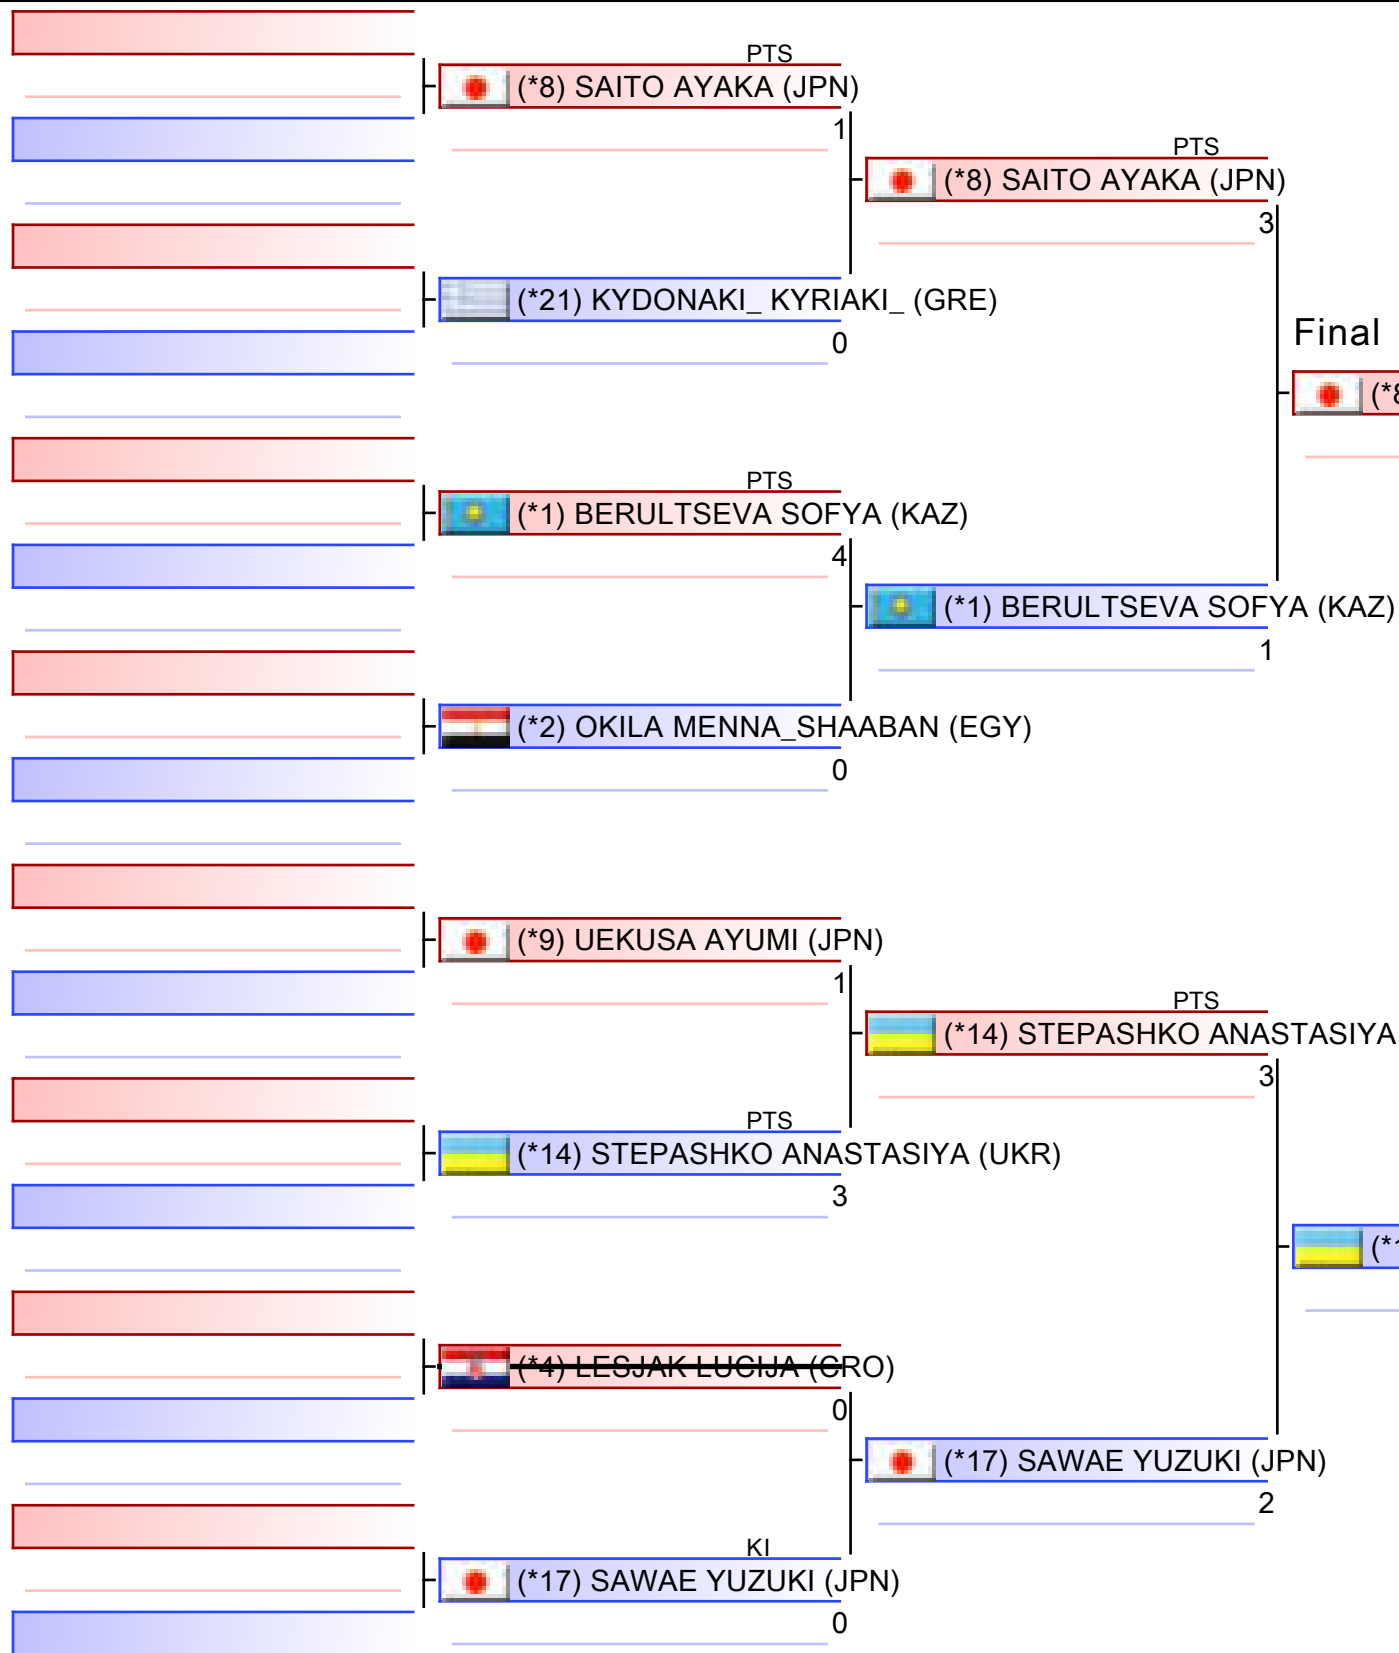 PTS
(*8) SAITO AYAKA (JPN)
1
PTS
(*8) SAITO AYAKA (JPN)
3
(*21) KYDONAKI_ KYRIAKI_ (GRE)
0
Final
(*8
PTS
(*1) BERULTSEVA SOFYA (KAZ)
4
(*1) BERULTSEVA SOFYA (KAZ)
1
(*2) OKILA MENNA_SHAABAN (EGY)
0
(*9) UEKUSA AYUMI (JPN)
1
PTS
(*14) STEPASHKO ANASTASIYA
3
PTS
(*14) STEPASHKO ANASTASIYA (UKR)
3
(*1
(*4) LESJAK LUCIJA (CRO)
0
(*17) SAWAE YUZUKI (JPN)
2
KI
(*17) SAWAE YUZUKI (JPN)
0